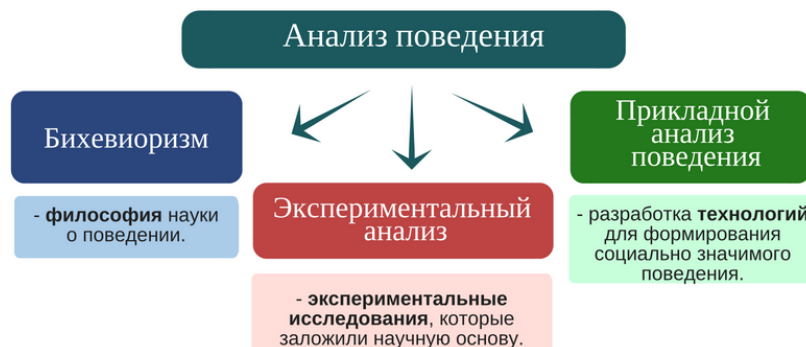 Анализ поведения
Бихевиоризм
- философия науки
о поведении.
Экспериментальный
анализ
- экспериментальные
исследования, которые
заложили научную основу.
Прикладной
анализ
поведения
- разработка технологий
для формирования
социально значимого
поведения.